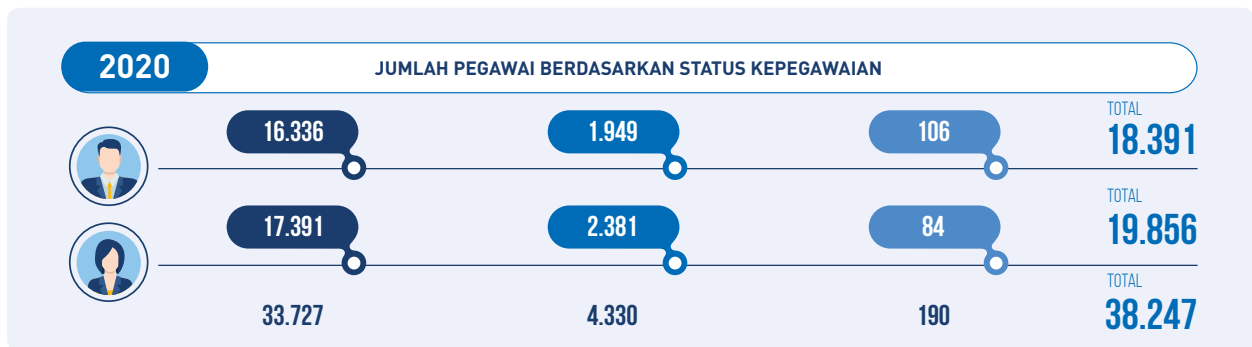 2020
JUMLAH PEGAWAI BERDASARKAN STATUS KEPEGAWAIAN
16.336 1.949 106 TOTAL 18.391
17.391 2.381 84 TOTAL 19.856
33.727 4.330 190 TOTAL 38.247